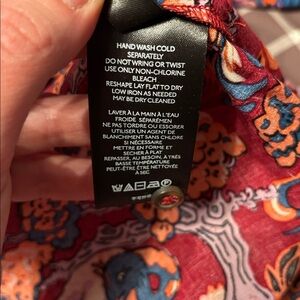 HAND WASH COLD
SEPARATELY
DO NOT WRING OR TWIST
USE ONLY NON-CHLORINE
BLEACH
RESHAPE LAY FLAT TO DRY
LOW IRON AS NEEDED
MAY BE DRY CLEANED
LAVER À LA MAIN À L'EAU
FROIDE SÉPARÉMEN
NE PAS TORDRE OU ESSORER
UTILISER UN AGENT DE
BLANCHIMENT SANS CHLORE
SI NÉCESSAIRE
METTRE EN FORME ET
SÉCHER À PLAT
REPASSER, AU BESOIN, À TRÈS
BASSE TEMPÉRATURE
PEUT-ÊTRE ÊTRE NETTOYÉE
À SEC